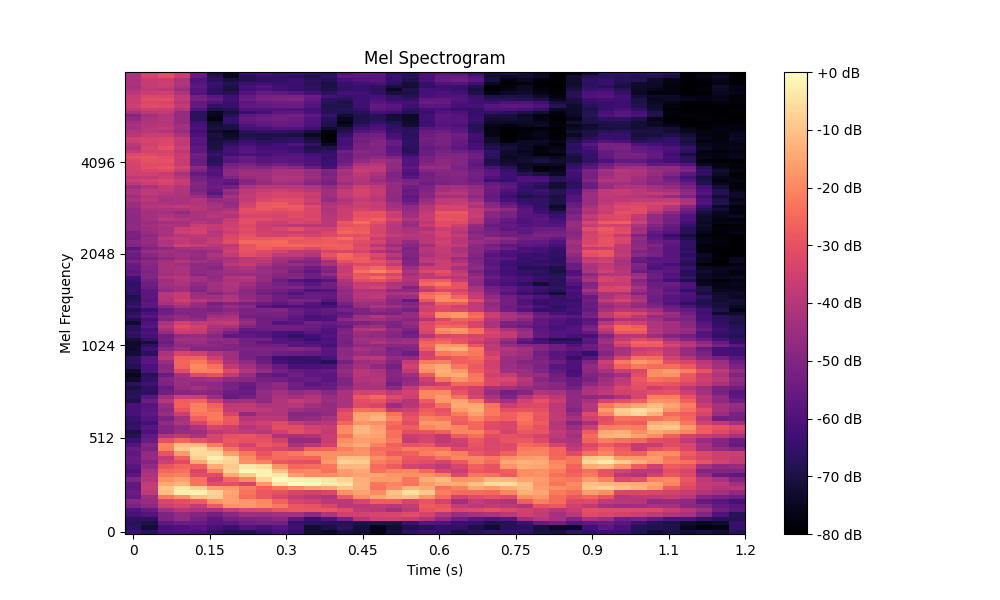 Mel Spectrogram
Mel Frequency
4096
2048
1024
512
0
0 0.15 0.3 0.45 0.6 0.75 0.9 1.1 1.2
Time (s)
+0 dB
-10 dB
-20 dB
-30 dB
-40 dB
-50 dB
-60 dB
-70 dB
-80 dB